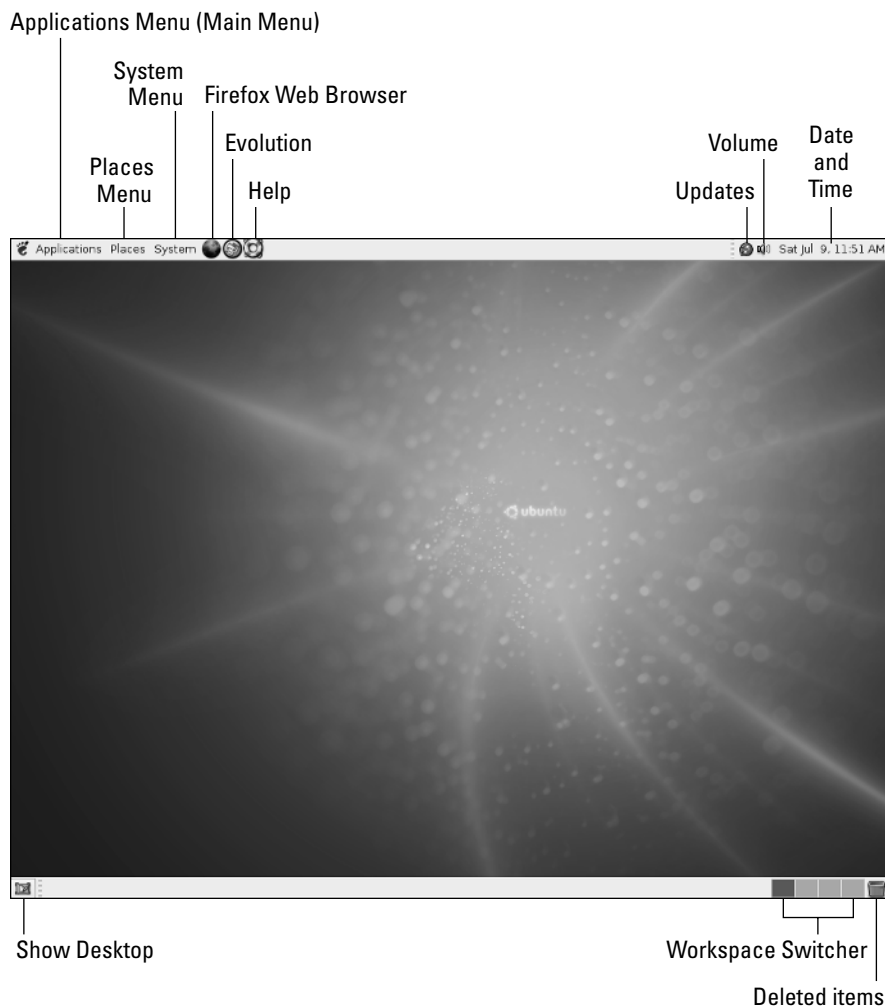 Applications Menu (Main Menu)
System
Menu
Firefox Web Browser
Evolution
Volume
Date
and
Time
Places
Menu
Help
Updates
Applications Places System
Sat Jul 9, 11:51 AM
ubuntu
Show Desktop
Workspace Switcher
Deleted items